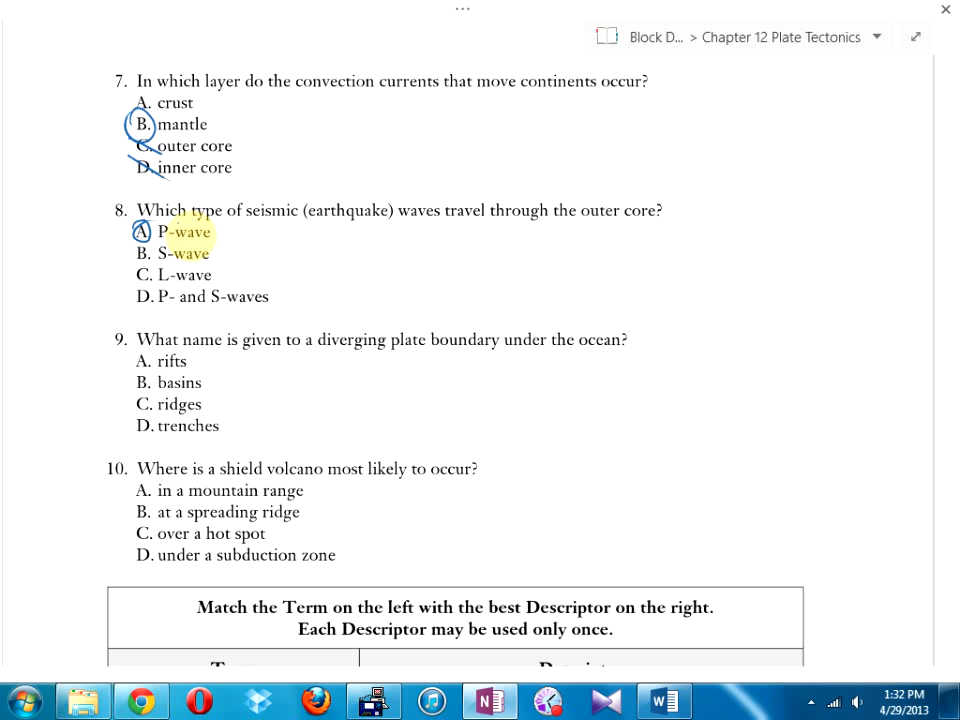 Block D... > Chapter 12 Plate Tectonics
7. In which layer do the convection currents that move continents occur?
A. crust
B. mantle
C. outer core
D. inner core
8. Which type of seismic (earthquake) waves travel through the outer core?
A. P-wave
B. S-wave
C. L-wave
D. P- and S-waves
9. What name is given to a diverging plate boundary under the ocean?
A. rifts
B. basins
C. ridges
D. trenches
10. Where is a shield volcano most likely to occur?
A. in a mountain range
B. at a spreading ridge
C. over a hot spot
D. under a subduction zone
Match the Term on the left with the best Descriptor on the right.
Each Descriptor may be used only once.
1:32 PM
4/29/2013